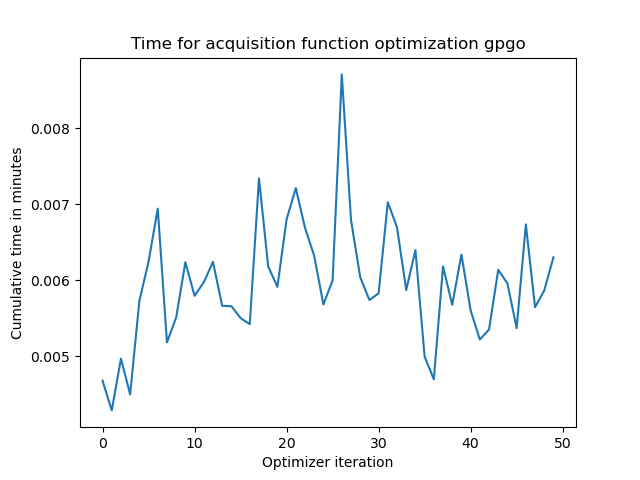 Time for acquisition function optimization gpgo
Cumulative time in minutes
0.008
0.007
0.006
0.005
0 10 20 30 40 50
Optimizer iteration